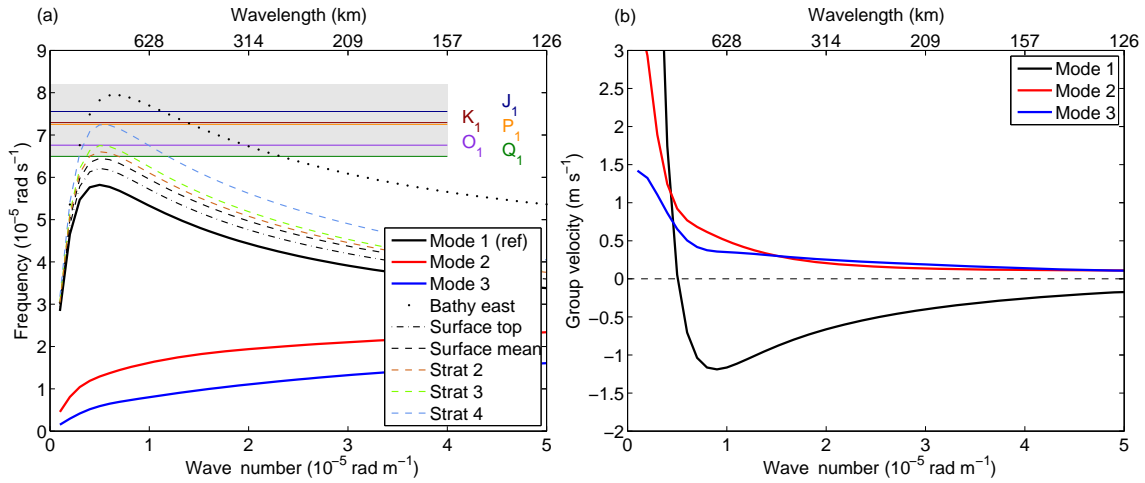 (a)
Wavelength (km)
628 314 209 157 126
9
8
7
6
5
4
3
2
1
0
Frequency (10⁻⁵ rad s⁻¹)
K₁
J₁
P₁
O₁
Q₁
Mode 1 (ref)
Mode 2
Mode 3
Bathy east
Surface top
Surface mean
Strat 2
Strat 3
Strat 4
0 1 2 3 4 5
Wave number (10⁻⁵ rad m⁻¹)
(b)
Wavelength (km)
628 314 209 157 126
3
2.5
2
1.5
1
0.5
0
−0.5
−1
−1.5
−2
Group velocity (m s⁻¹)
Mode 1
Mode 2
Mode 3
0 1 2 3 4 5
Wave number (10⁻⁵ rad m⁻¹)